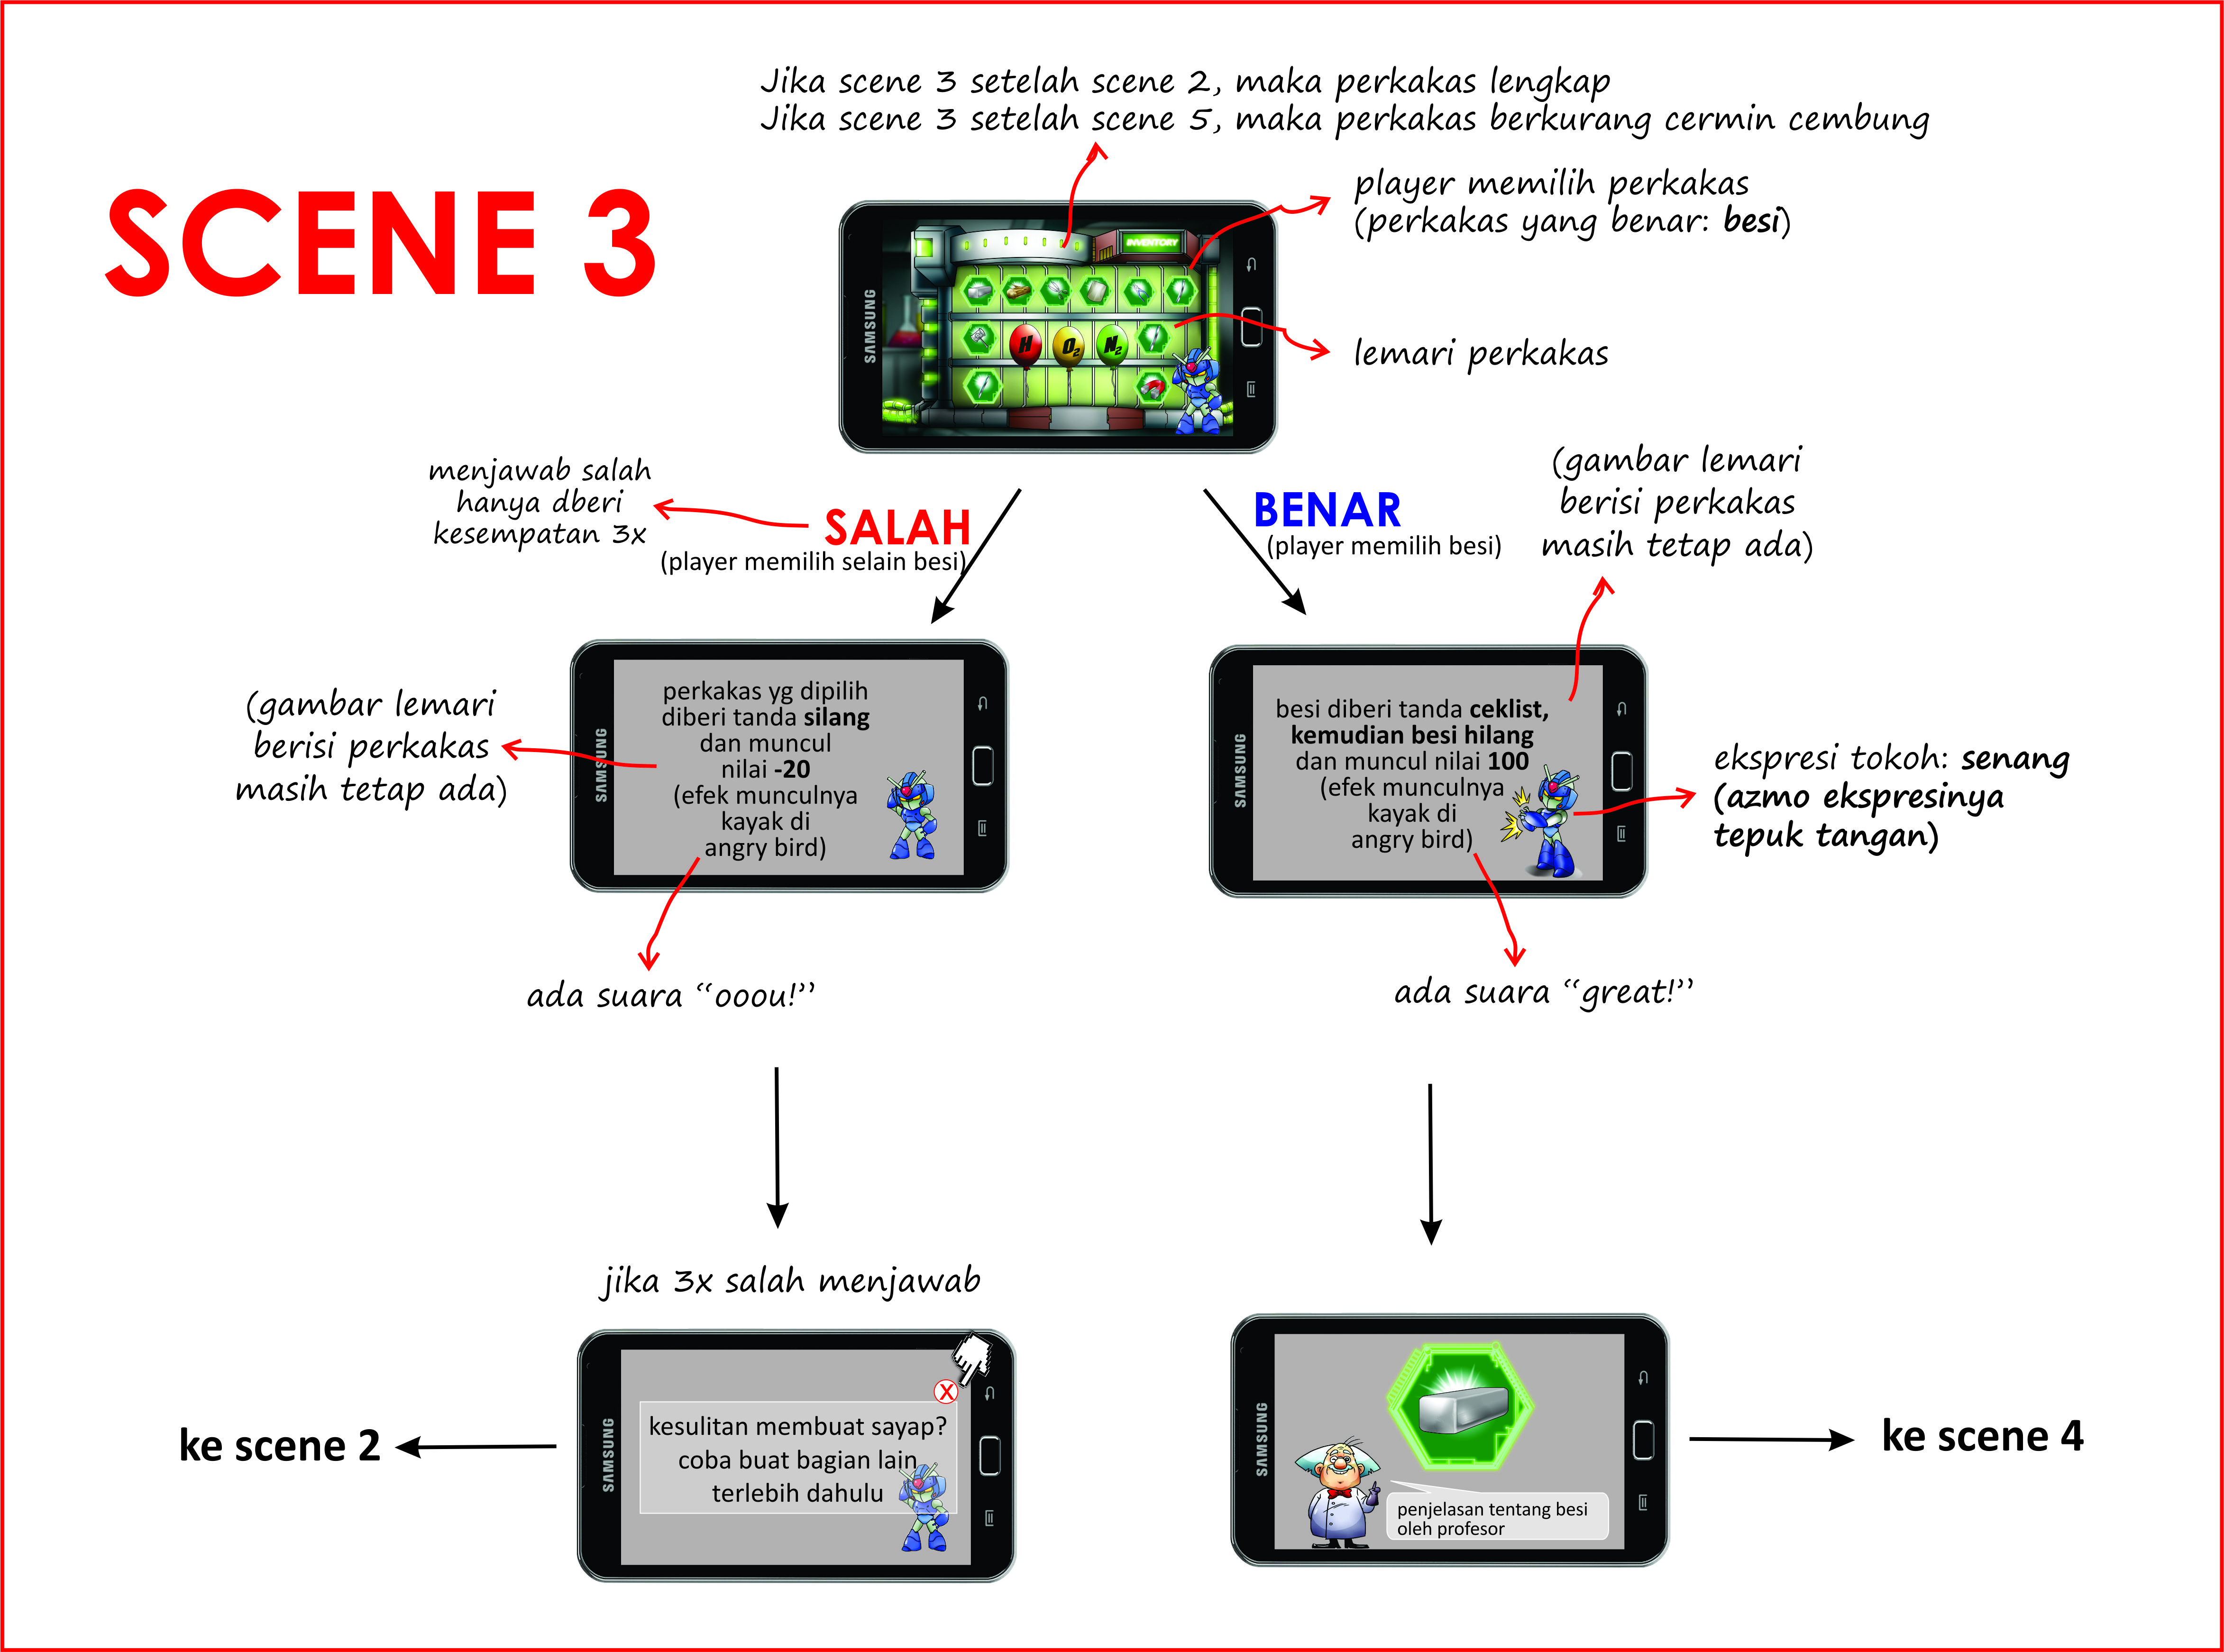 Jika scene 3 setelah scene 2, maka perkakas lengkap
Jika scene 3 setelah scene 5, maka perkakas berkurang cermin cembung
SCENE 3
player memilih perkakas
(perkakas yang benar: besi)
SAMSUNG
INVENTORY
H
O2
N2
lemari perkakas
menjawab salah
hanya dberi
kesempatan 3x
SALAH
(player memilih selain besi)
BENAR
(player memilih besi)
(gambar lemari
berisi perkakas
masih tetap ada)
(gambar lemari
berisi perkakas
masih tetap ada)
SAMSUNG
perkakas yg dipilih
diberi tanda silang
dan muncul
nilai -20
(efek munculnya
kayak di
angry bird)
SAMSUNG
besi diberi tanda ceklist,
kemudian besi hilang
dan muncul nilai 100
(efek munculnya
kayak di
angry bird)
ekspresi tokoh: senang
(azmo ekspresinya
tepuk tangan)
ada suara “ooou!”
ada suara “great!”
jika 3x salah menjawab
ke scene 2
SAMSUNG
X
kesulitan membuat sayap?
coba buat bagian lain
terlebih dahulu
SAMSUNG
penjelasan tentang besi
oleh profesor
ke scene 4